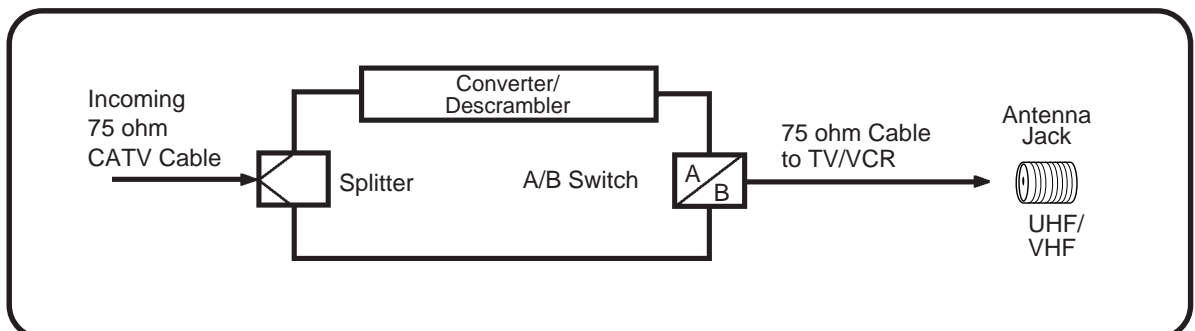 Incoming
75 ohm
CATV Cable
Splitter
Converter/
Descrambler
A/B Switch
A
B
75 ohm Cable
to TV/VCR
Antenna
Jack
UHF/
VHF